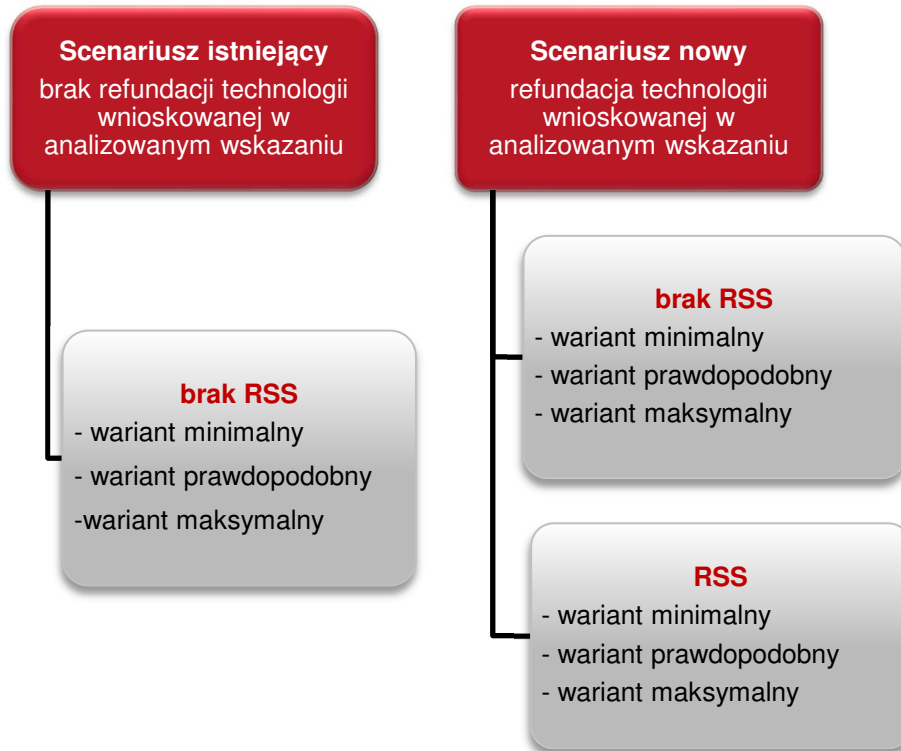 Scenariusz istniejący
brak refundacji technologii
wnioskowanej w
analizowanym wskazaniu
brak RSS
- wariant minimalny
- wariant prawdopodobny
-wariant maksymalny
Scenariusz nowy
refundacja technologii
wnioskowanej w
analizowanym wskazaniu
brak RSS
- wariant minimalny
- wariant prawdopodobny
- wariant maksymalny
RSS
- wariant minimalny
- wariant prawdopodobny
- wariant maksymalny